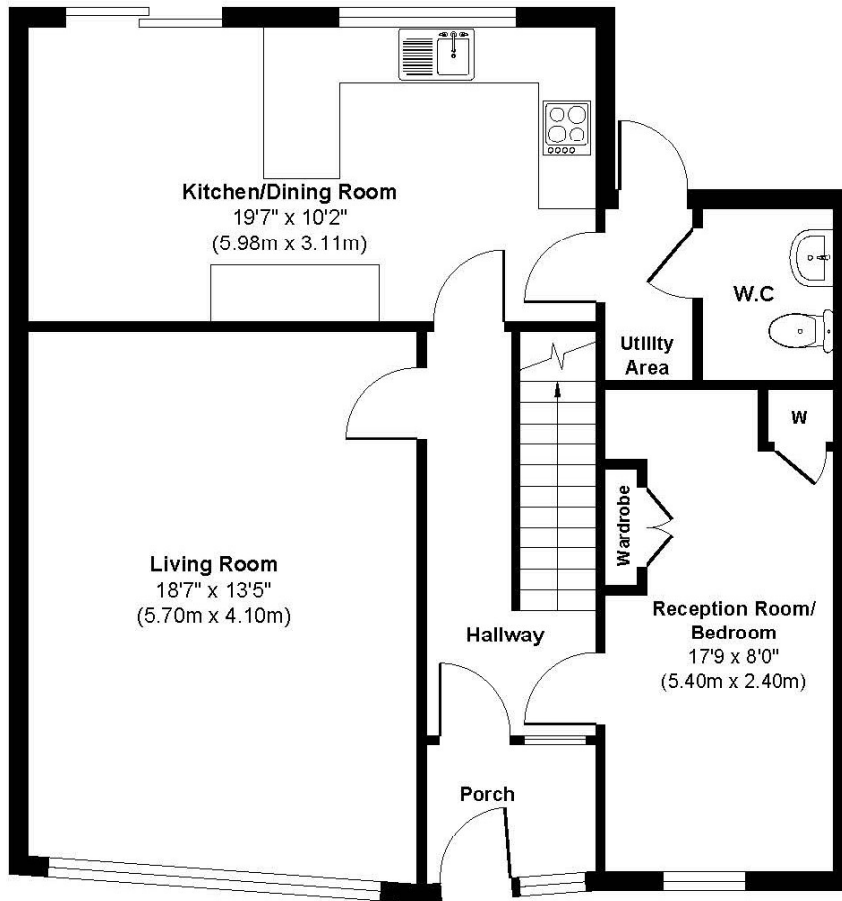 Kitchen/Dining Room
19'7" x 10'2"
(5.98m x 3.11m)
W.C
Utility
Area
W
Wardrobe
Living Room
18'7" x 13'5"
(5.70m x 4.10m)
Reception Room/
Bedroom
17'9 x 8'0"
(5.40m x 2.40m)
Hallway
Porch